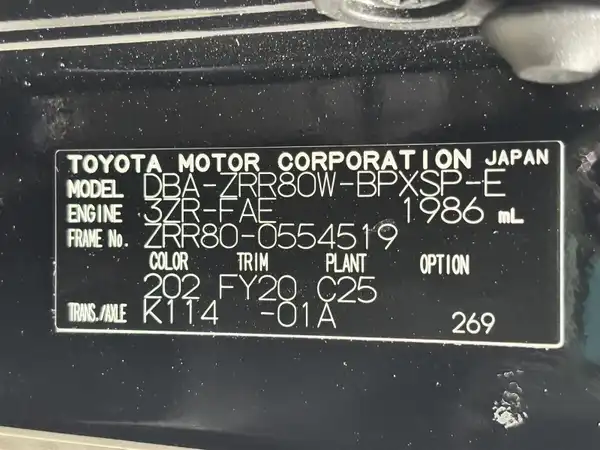 TOYOTA MOTOR CORPORATION JAPAN
MODEL DBA-ZRR80W-BPXSP-E
ENGINE 3ZR-FAE 1986 mL
FRAME No. ZRR80-0554519
COLOR TRIM PLANT OPTION
202 FY20 C25
TRANS./AXLE K114 -01A 269